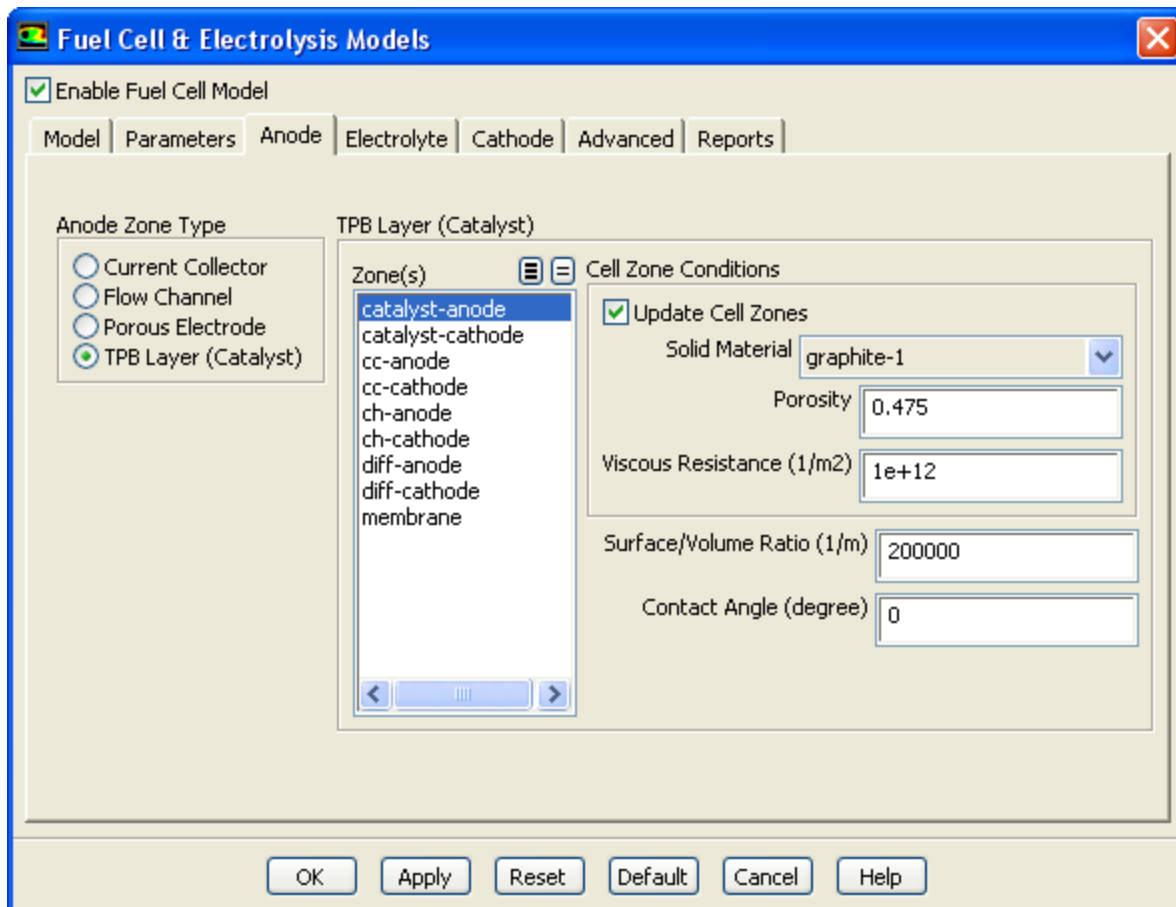 Fuel Cell & Electrolysis Models
Enable Fuel Cell Model
Model Parameters Anode Electrolyte Cathode Advanced Reports
Anode Zone Type
Current Collector
Flow Channel
Porous Electrode
TPB Layer (Catalyst)
TPB Layer (Catalyst)
Zone(s)
catalyst-anode
catalyst-cathode
cc-anode
cc-cathode
ch-anode
ch-cathode
diff-anode
diff-cathode
membrane
Cell Zone Conditions
Update Cell Zones
Solid Material graphite-1
Porosity 0.475
Viscous Resistance (1/m2) 1e+12
Surface/Volume Ratio (1/m) 200000
Contact Angle (degree) 0
OK Apply Reset Default Cancel Help